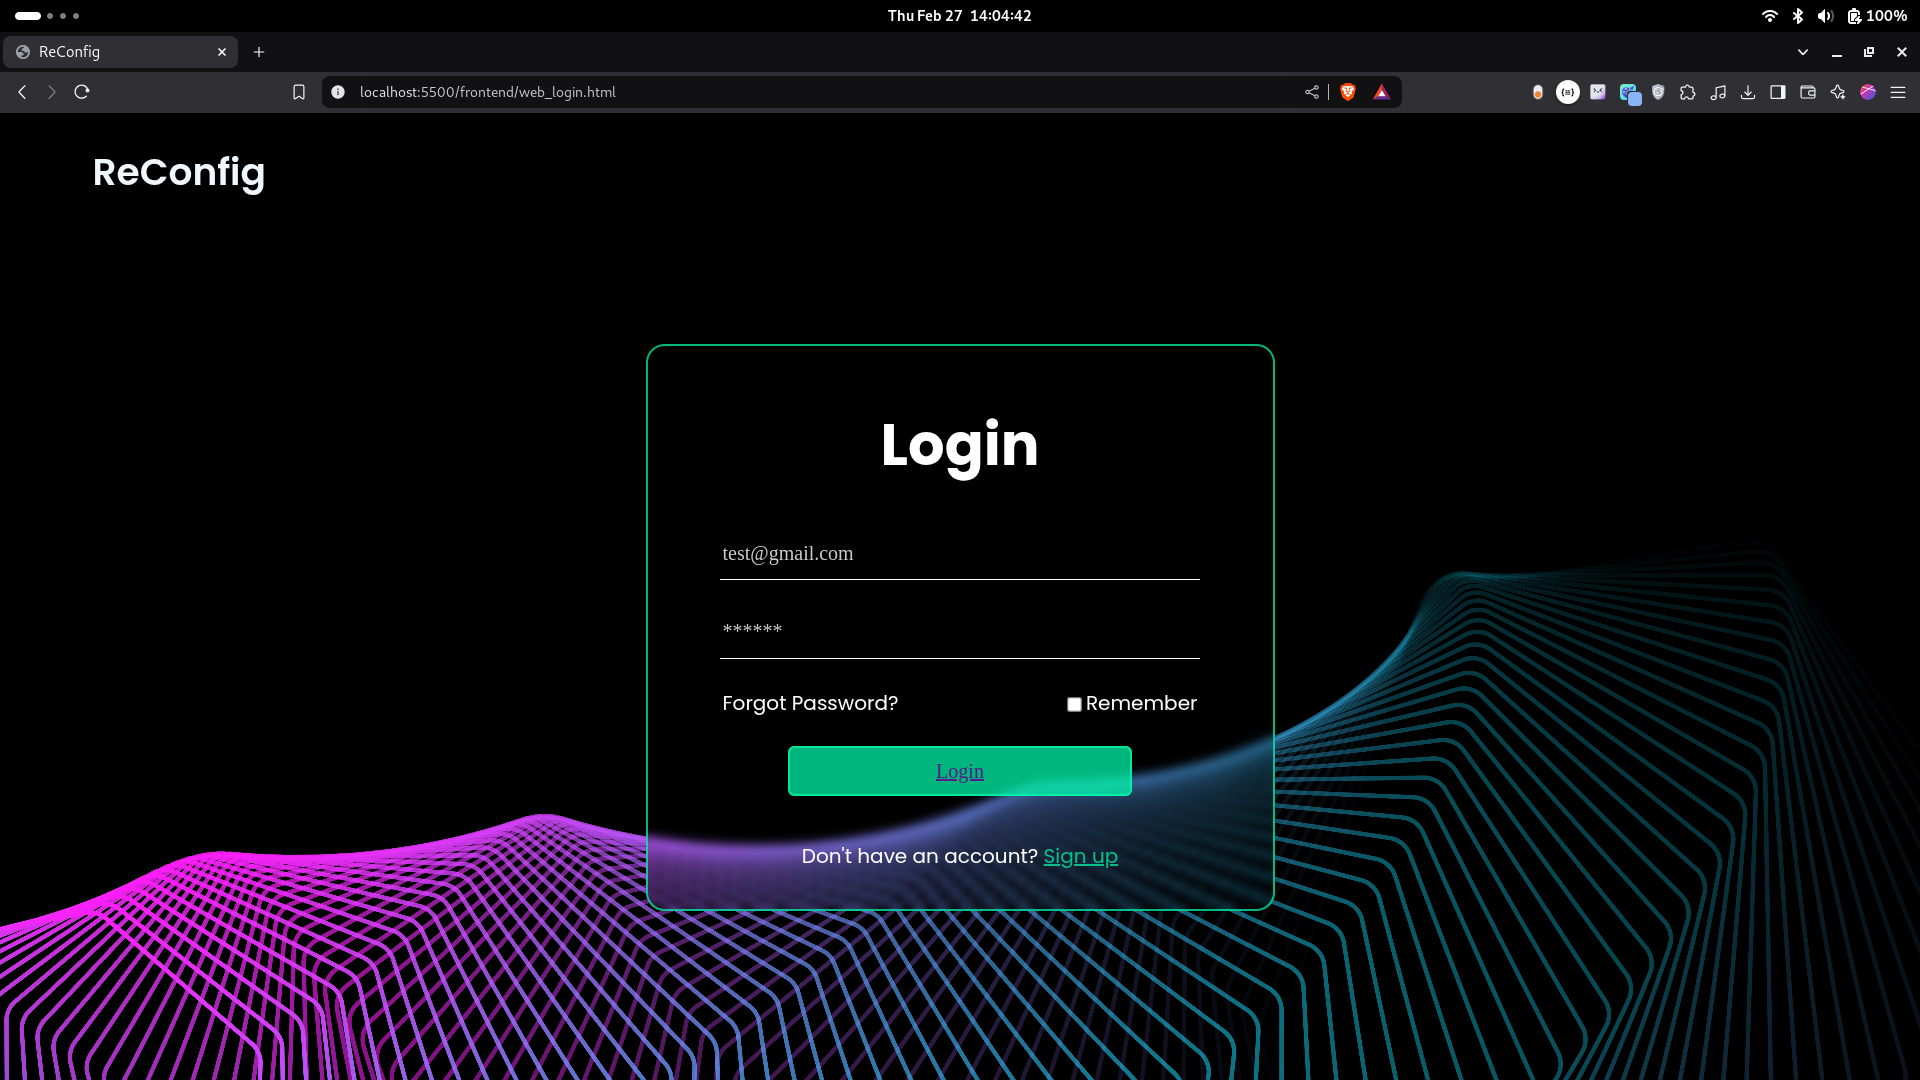 Thu Feb 27 14:04:42
100%
ReConfig
localhost:5500/frontend/web_login.html
ReConfig
Login
test@gmail.com
******
Forgot Password?
Remember
Login
Don't have an account? Sign up